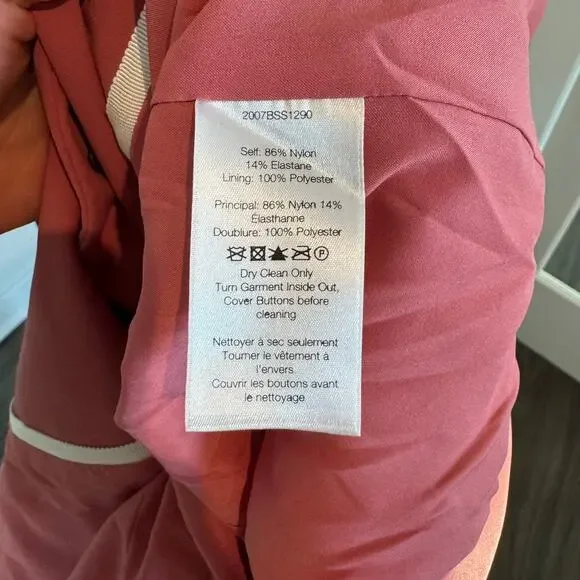 2007BSS1290
Self: 86% Nylon
14% Elastane
Lining: 100% Polyester
Principal: 86% Nylon 14%
Élasthanne
Doublure: 100% Polyester
P
Dry Clean Only
Turn Garment Inside Out,
Cover Buttons before
cleaning
Nettoyer à sec seulement
Tourner le vêtement à
l'envers
Couvrir les boutons avant
le nettoyage